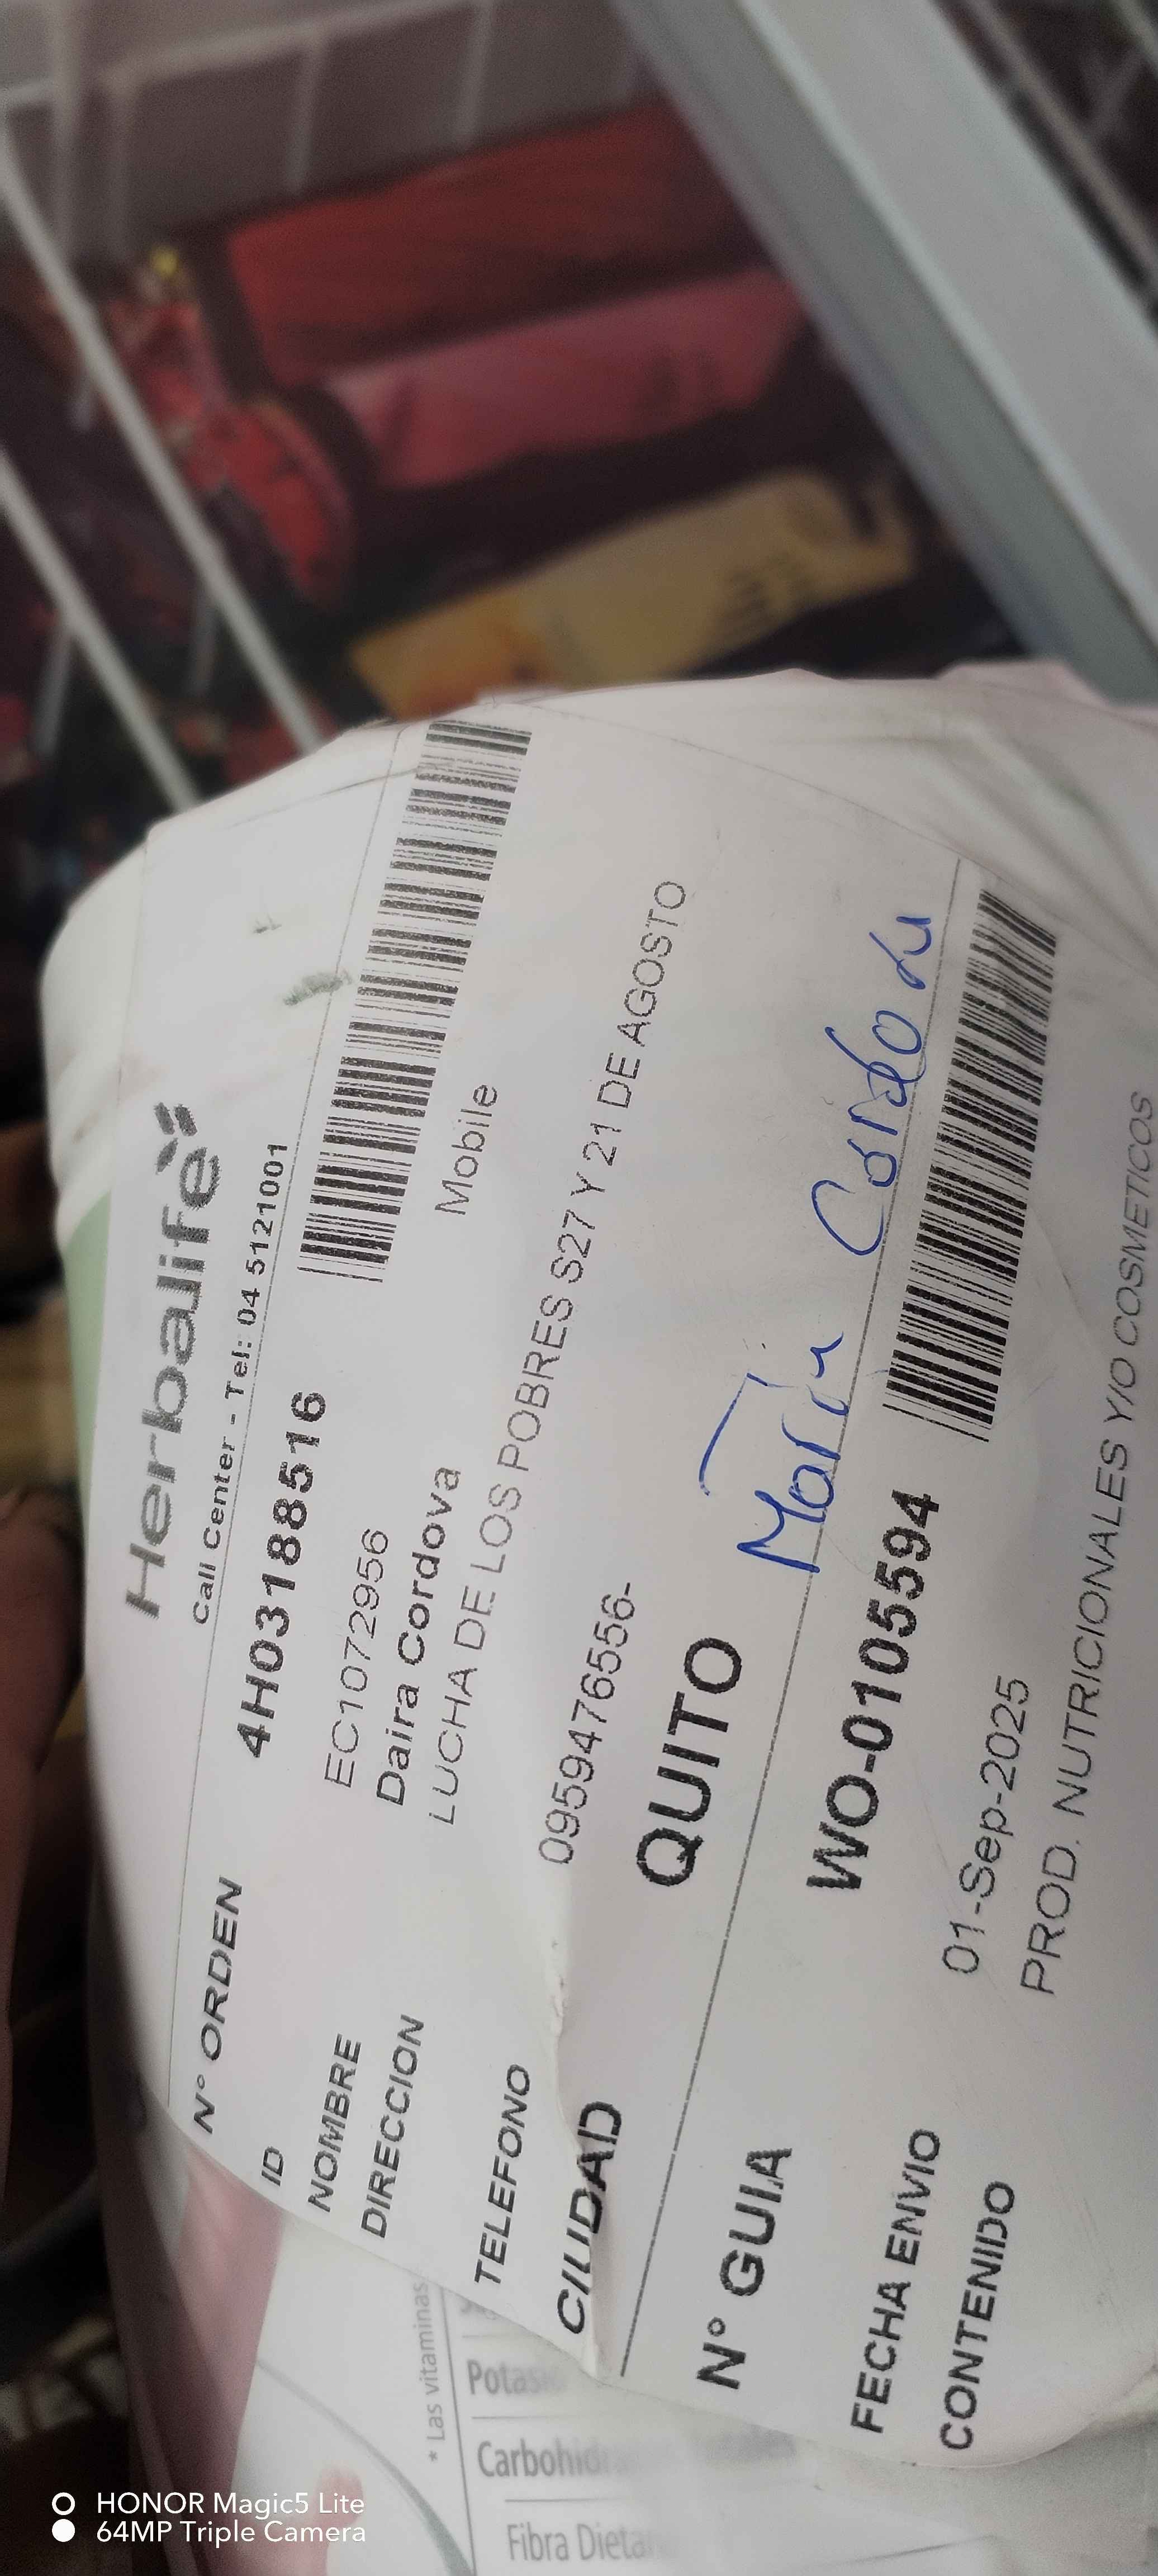 Herbalife
Call Center - Tel: 04 5121001
N° ORDEN 4H03188516
ID EC1072956
NOMBRE Daira Cordova Mobile
DIRECCION LUCHA DE LOS POBRES S27 Y 21 DE AGOSTO
TELEFONO 0959476556-
CIUDAD QUITO
María Cordova
N° GUIA WO-0105594
FECHA ENVIO 01-Sep-2025
CONTENIDO PROD. NUTRICIONALES Y/O COSMETICOS
* Las vitaminas
Carbohid
Fibra Dietar
HONOR Magic5 Lite
64MP Triple Camera